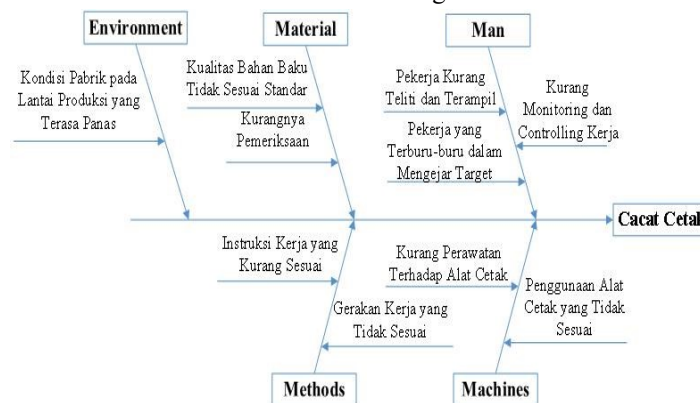 Environment
Material
Man
Kondisi Pabrik pada
Lantai Produksi yang
Terasa Panas
Kualitas Bahan Baku
Tidak Sesuai Standar
Kurangnya
Pemeriksaan
Pekerja Kurang
Teliti dan Terampil
Pekerja yang
Terburu-buru dalam
Mengejar Target
Kurang
Monitoring dan
Controlling Kerja
Cacat Cetak
Instruksi Kerja yang
Kurang Sesuai
Gerakan Kerja yang
Tidak Sesuai
Kurang Perawatan
Terhadap Alat Cetak
Penggunaan Alat
Cetak yang Tidak
Sesuai
Methods
Machines